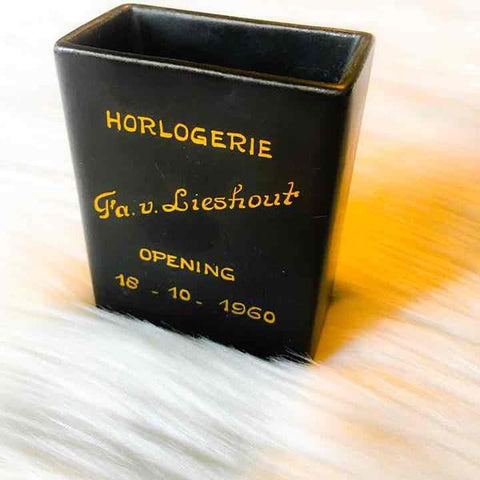 HORLOGERIE
Fa. v. Lieshout
OPENING
18 - 10 - 1960